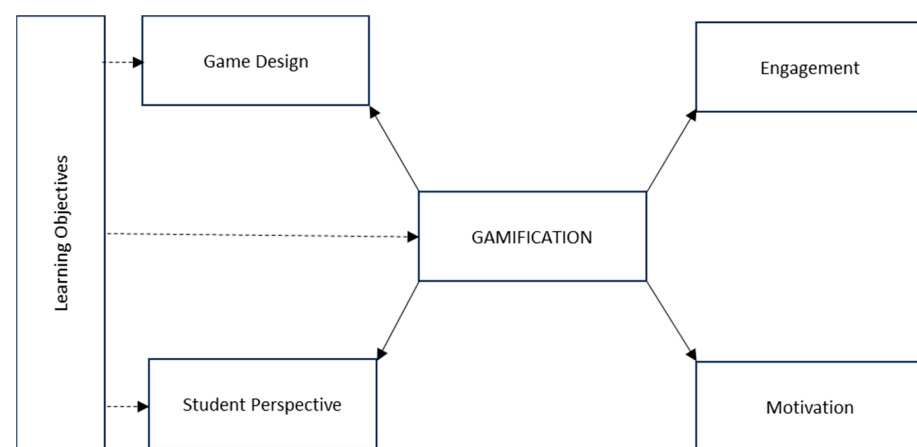 Learning Objectives
Game Design
Engagement
GAMIFICATION
Student Perspective
Motivation